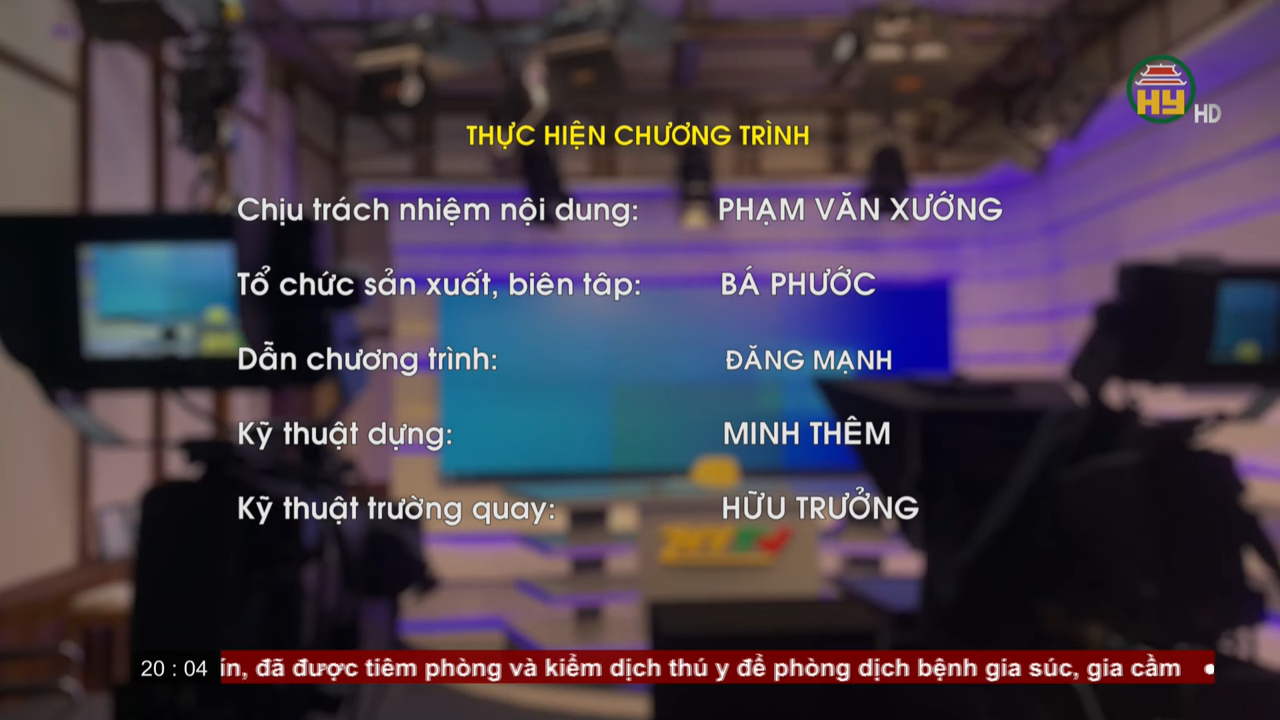 HY HD
THỰC HIỆN CHƯƠNG TRÌNH
Chịu trách nhiệm nội dung: PHẠM VĂN XƯỚNG
Tổ chức sản xuất, biên tâp: BÁ PHƯỚC
Dẫn chương trình: ĐĂNG MẠNH
Kỹ thuật dựng: MINH THÊM
Kỹ thuật trường quay: HỮU TRƯỞNG
20 : 04 ín, đã được tiêm phòng và kiểm dịch thú y để phòng dịch bệnh gia súc, gia cầm •